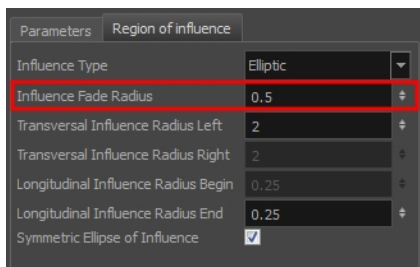 Parameters Region of influence
Influence Type Elliptic
Influence Fade Radius 0.5
Transversal Influence Radius Left 2
Transversal Influence Radius Right 2
Longitudinal Influence Radius Begin 0.25
Longitudinal Influence Radius End 0.25
Symmetric Ellipse of Influence